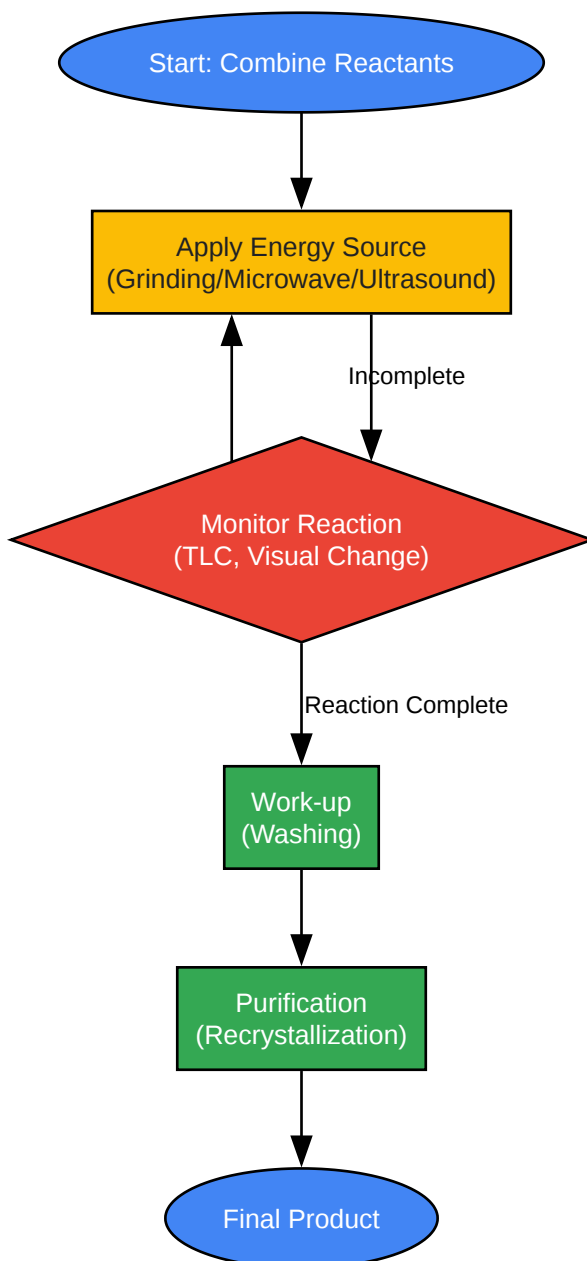 Start: Combine Reactants
Apply Energy Source
(Grinding/Microwave/Ultrasound)
Incomplete
Monitor Reaction
(TLC, Visual Change)
Reaction Complete
Work-up
(Washing)
Purification
(Recrystallization)
Final Product